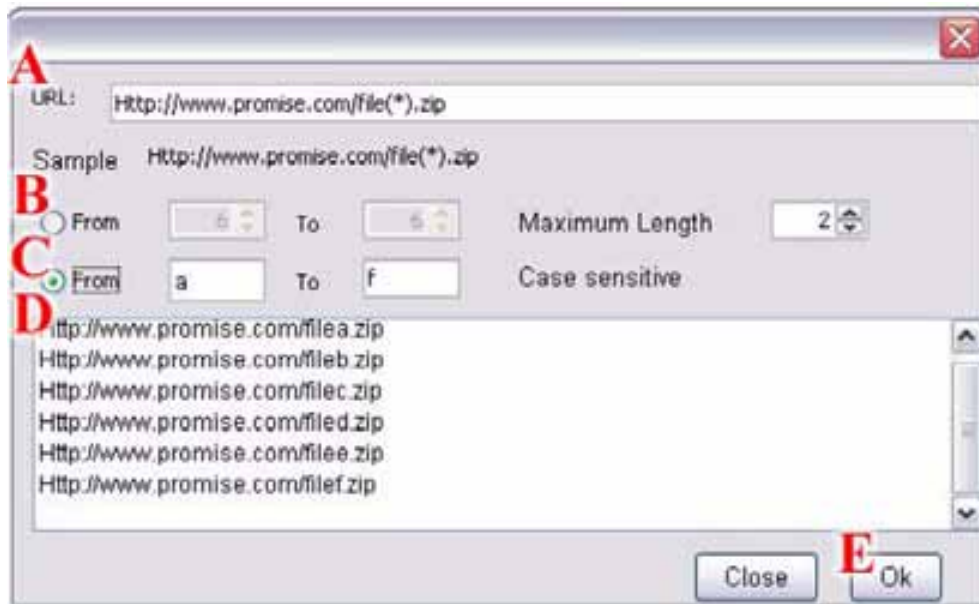 A
URL: Http://www.promise.com/file(*).zip
Sample Http://www.promise.com/file(*).zip
B
From 6 To 6 Maximum Length 2
C
From a To f Case sensitive
D
Http://www.promise.com/filea.zip
Http://www.promise.com/fileb.zip
Http://www.promise.com/filec.zip
Http://www.promise.com/filed.zip
Http://www.promise.com/filee.zip
Http://www.promise.com/filef.zip
E
Close Ok